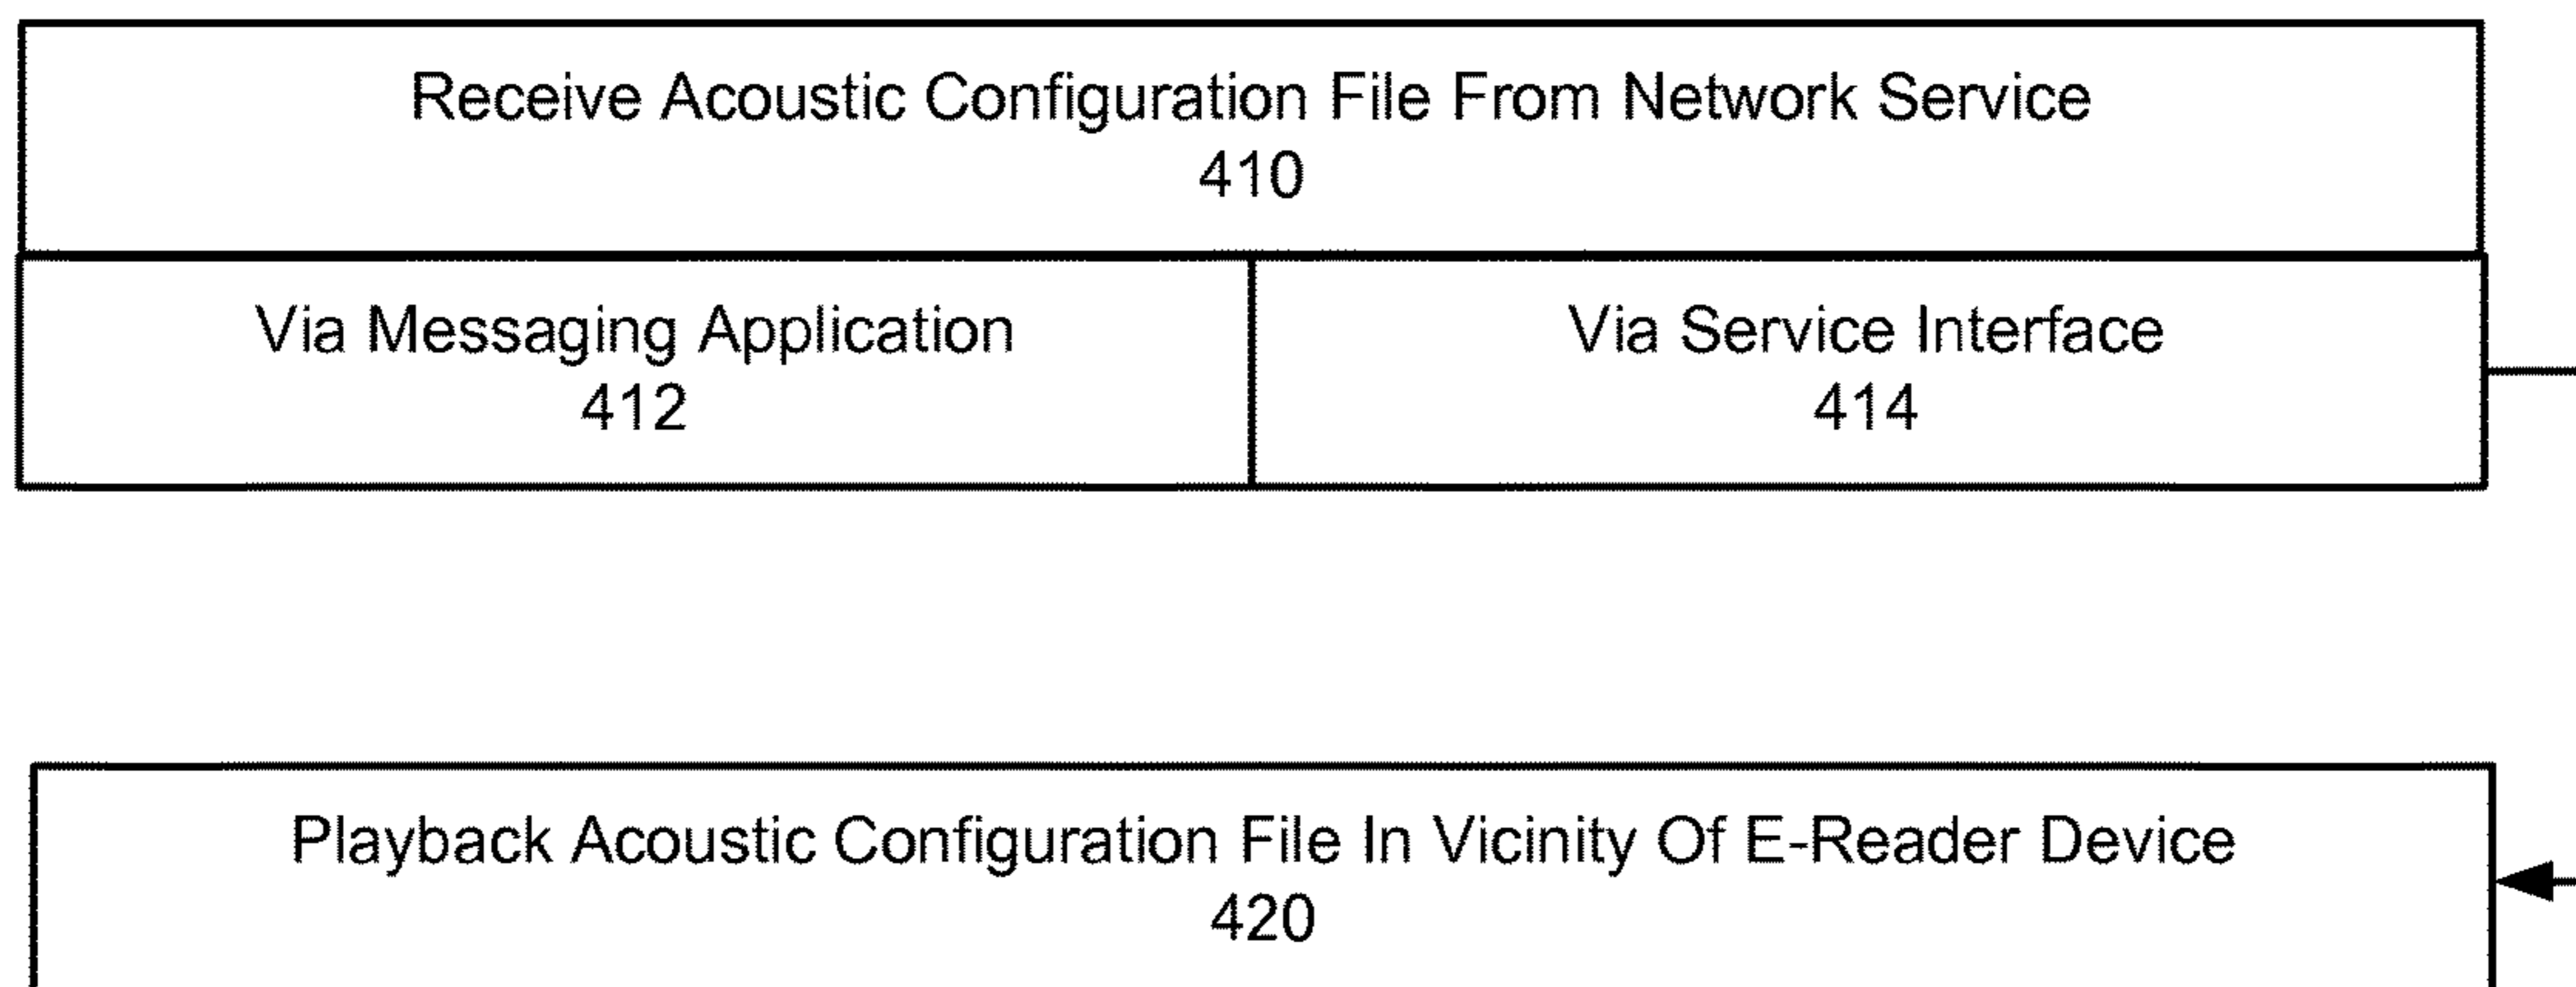 Receive Acoustic Configuration File From Network Service
410
Via Messaging Application
412
Via Service Interface
414
Playback Acoustic Configuration File In Vicinity Of E-Reader Device
420